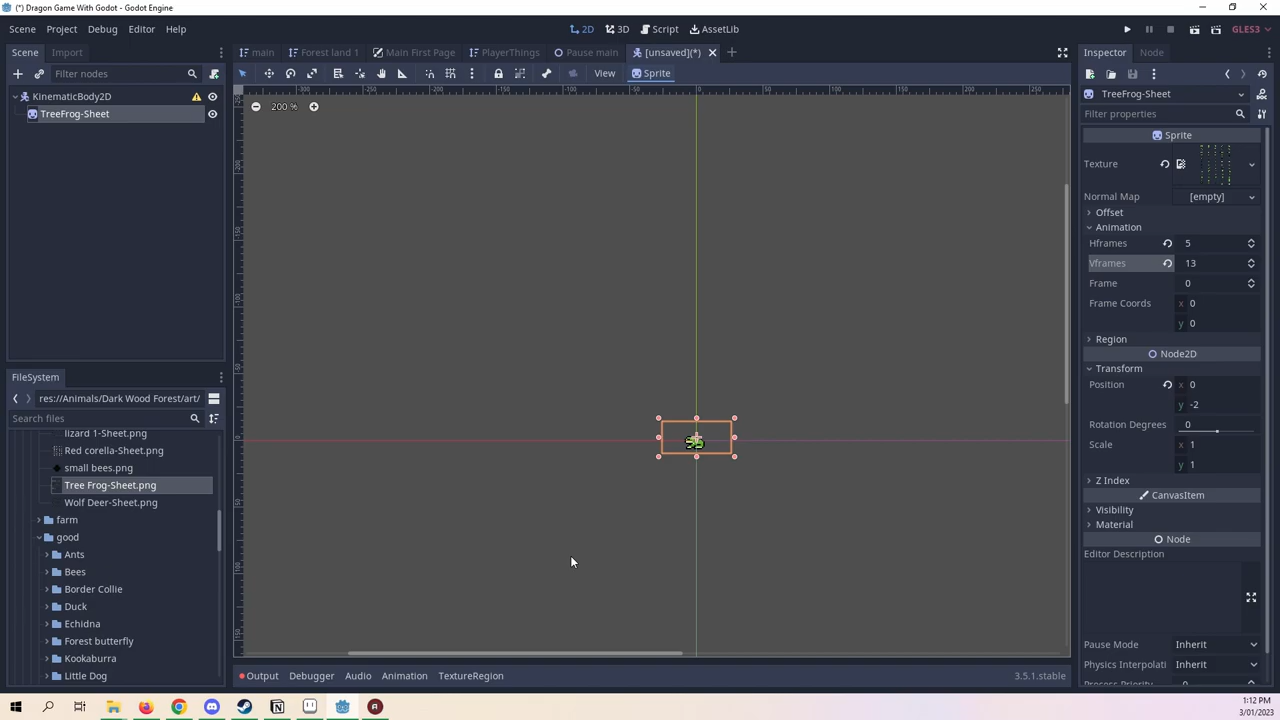 (*) Dragon Game With Godot - Godot Engine
Scene Project Debug Editor Help
2D 3D Script AssetLib
GLES3
Scene Import
main Forest land 1 Main First Page PlayerThings Pause main [unsaved](*)
Inspector Node
Filter nodes
View Sprite
KinematicBody2D
TreeFrog-Sheet
200 %
TreeFrog-Sheet
Filter properties
Sprite
Texture
Normal Map [empty]
Offset
Animation
Hframes 5
Vframes 13
Frame 0
Frame Coords x 0
y 0
Region
Node2D
Transform
Position x 0
y -2
Rotation Degrees 0
Scale x 1
y 1
Z Index
CanvasItem
Visibility
Material
Node
Editor Description
Pause Mode Inherit
Physics Interpolati Inherit
FileSystem
res://Animals/Dark Wood Forest/art/
Search files
lizard 1-Sheet.png
Red corella-Sheet.png
small bees.png
Tree Frog-Sheet.png
Wolf Deer-Sheet.png
farm
good
Ants
Bees
Border Collie
Duck
Echidna
Forest butterfly
Kookaburra
Little Dog
Output Debugger Audio Animation TextureRegion
3.5.1.stable
1:12 PM
3/01/2023